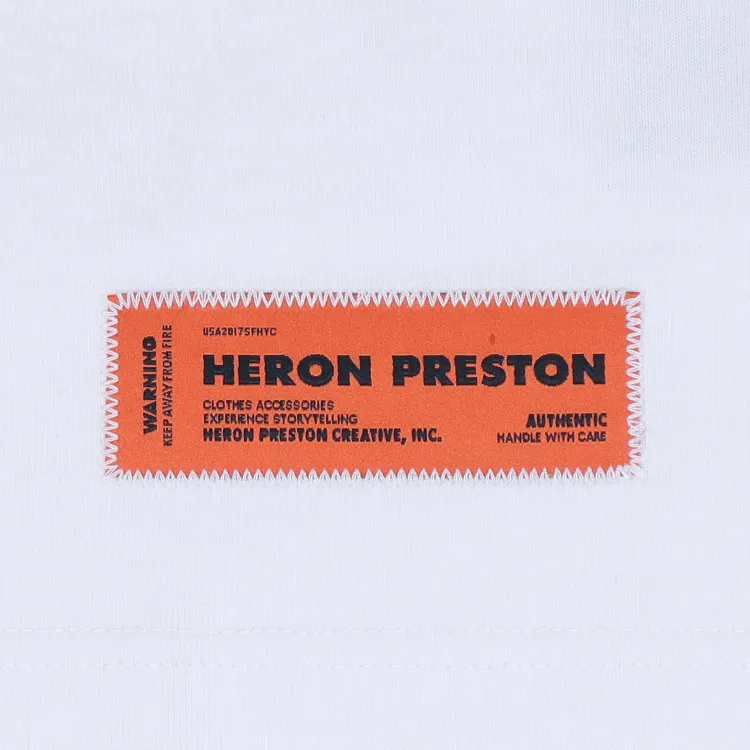 WARNING
KEEP AWAY FROM FIRE
USA2017SFHYC
HERON PRESTON
CLOTHES ACCESSORIES
EXPERIENCE STORYTELLING
HERON PRESTON CREATIVE, INC.
AUTHENTIC
HANDLE WITH CARE